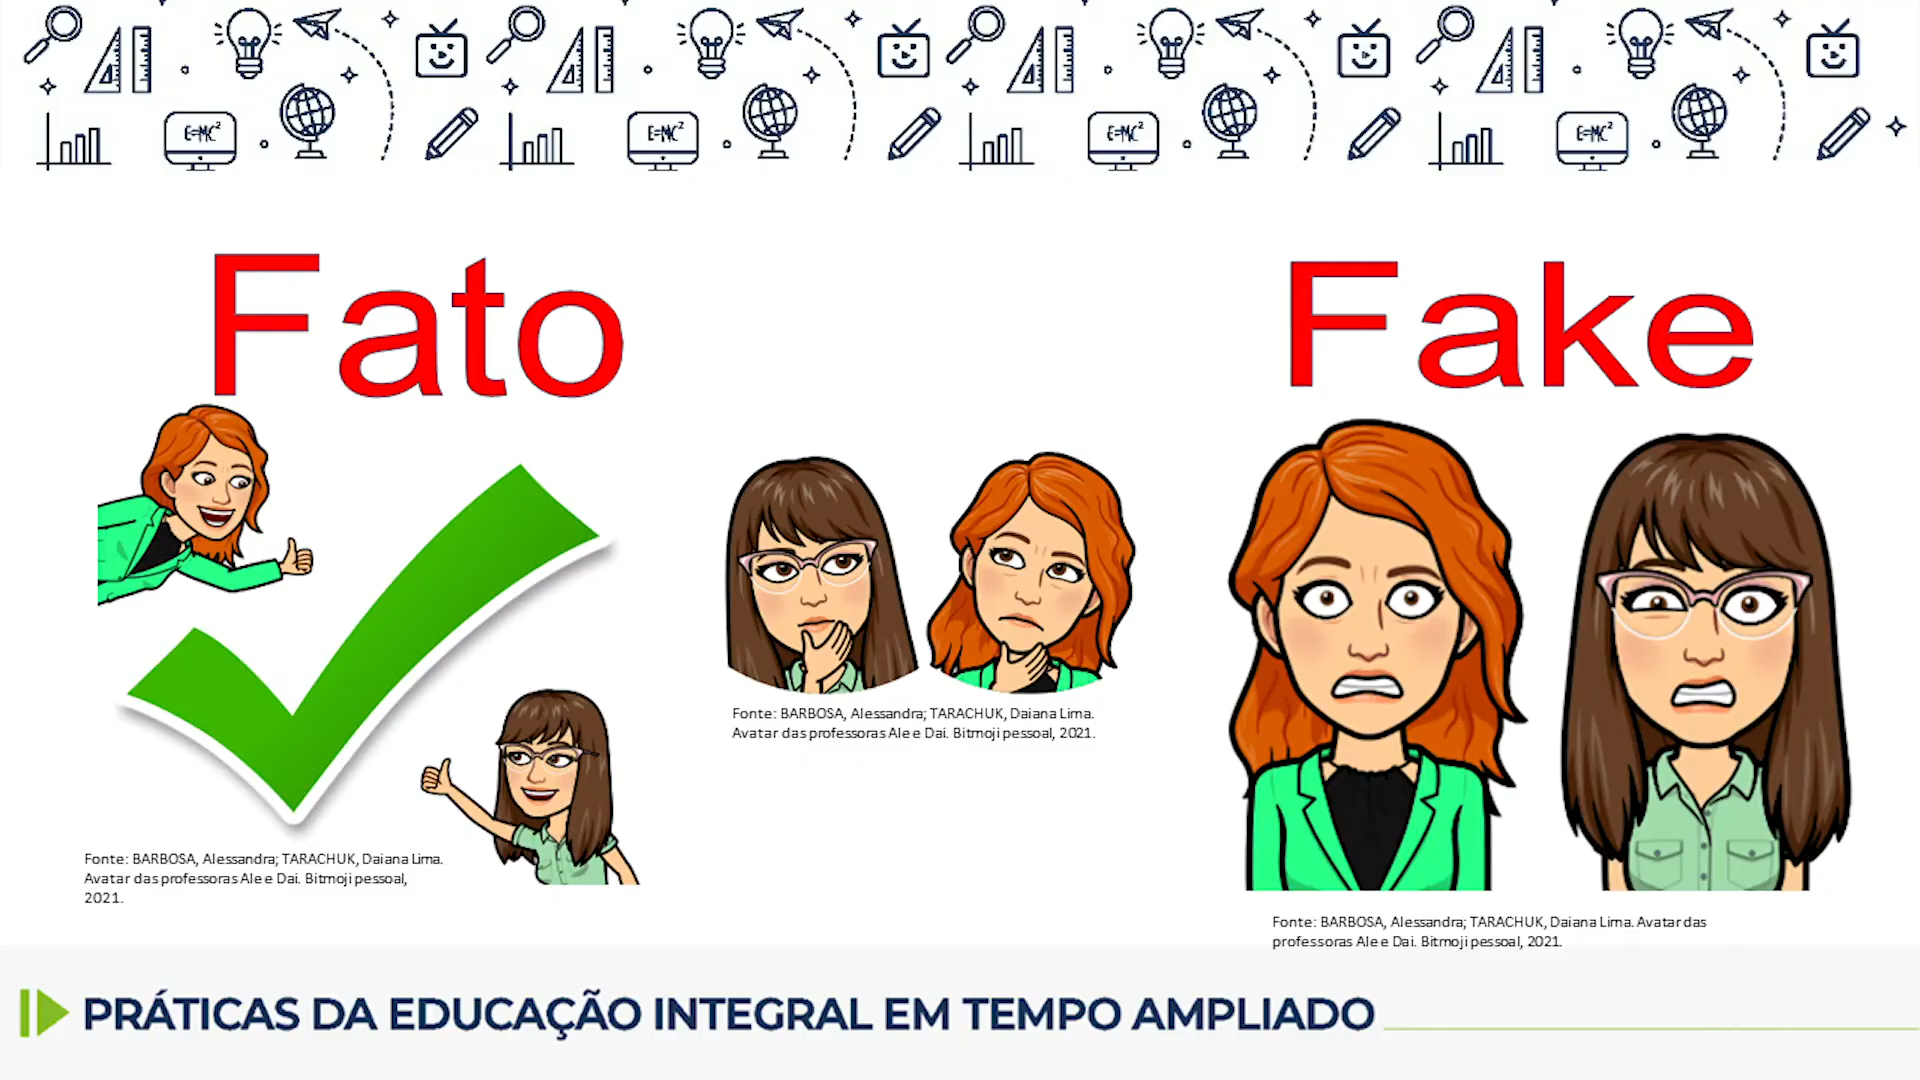 E=MC²
E=MC²
E=MC²
E=MC²
Fato
Fake
Fonte: BARBOSA, Alessandra; TARACHUK, Daiana Lima.
Avatar das professoras Ale e Dai. Bitmoji pessoal, 2021.
Fonte: BARBOSA, Alessandra; TARACHUK, Daiana Lima.
Avatar das professoras Ale e Dai. Bitmoji pessoal,
2021.
Fonte: BARBOSA, Alessandra; TARACHUK, Daiana Lima. Avatar das
professoras Ale e Dai. Bitmoji pessoal, 2021.
PRÁTICAS DA EDUCAÇÃO INTEGRAL EM TEMPO AMPLIADO